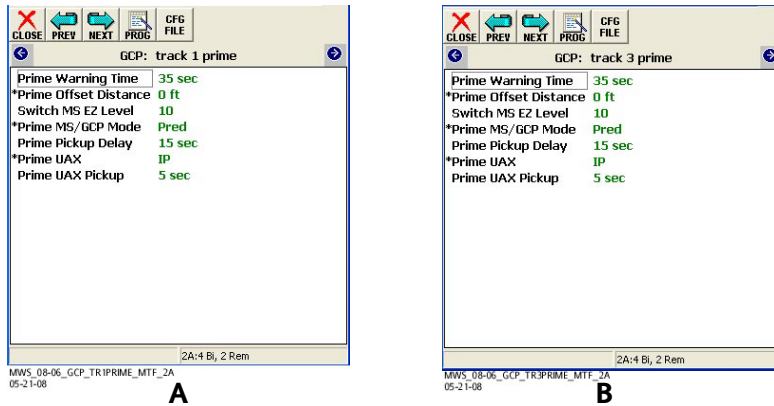 CLOSE PREV NEXT PROG CFG FILE
GCP: track 1 prime
Prime Warning Time 35 sec
*Prime Offset Distance 0 ft
Switch MS EZ Level 10
*Prime MS/GCP Mode Pred
Prime Pickup Delay 15 sec
*Prime UAX IP
Prime UAX Pickup 5 sec
2A:4 Bi, 2 Rem
MWS_08-06_GCP_TR1PRIME_MTF_2A
05-21-08
A
CLOSE PREV NEXT PROG CFG FILE
GCP: track 3 prime
Prime Warning Time 35 sec
*Prime Offset Distance 0 ft
Switch MS EZ Level 10
*Prime MS/GCP Mode Pred
Prime Pickup Delay 15 sec
*Prime UAX IP
Prime UAX Pickup 5 sec
2A:4 Bi, 2 Rem
MWS_08-06_GCP_TR3PRIME_MTF_2A
05-21-08
B